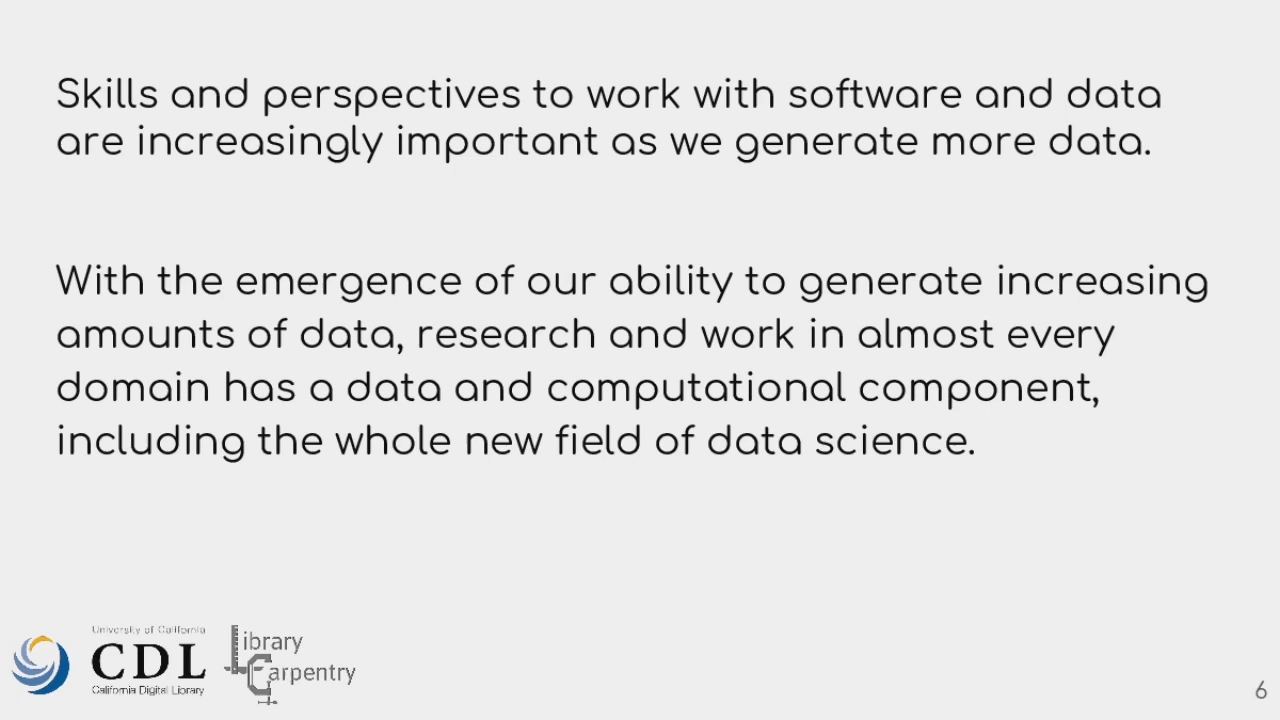 Skills and perspectives to work with software and data
are increasingly important as we generate more data.
With the emergence of our ability to generate increasing
amounts of data, research and work in almost every
domain has a data and computational component,
including the whole new field of data science.
University of California
CDL
California Digital Library
Library
Carpentry
6